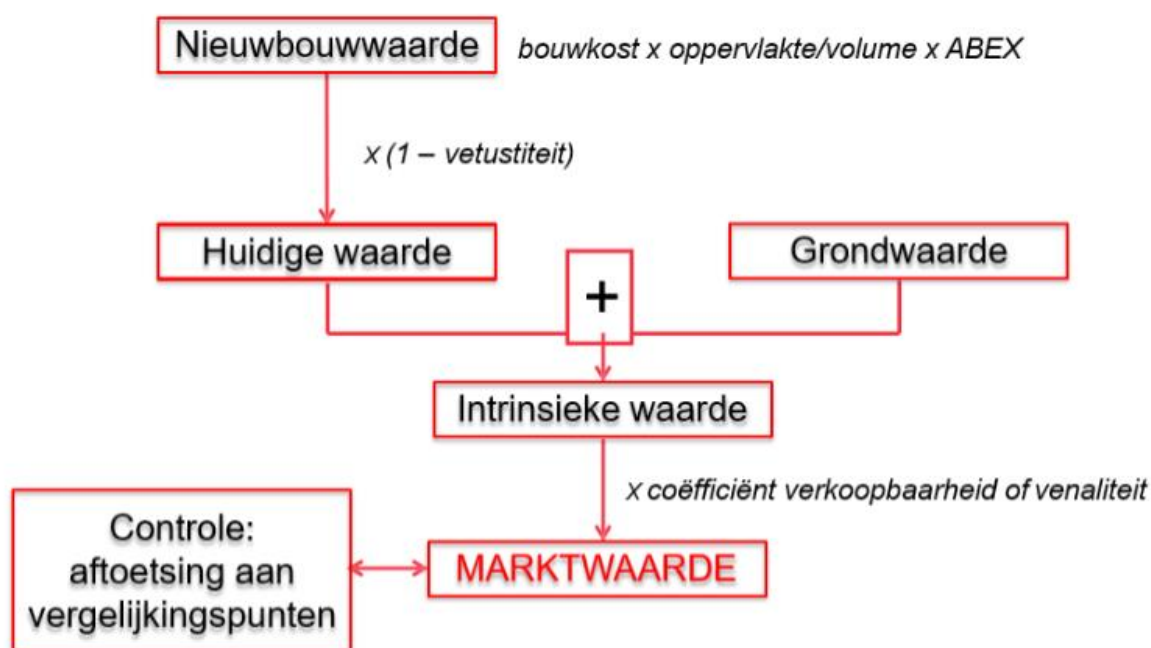 Nieuwbouwwaarde
bouwkost x oppervlakte/volume x ABEX
x (1 – vetustiteit)
Huidige waarde
+
Grondwaarde
Intrinsieke waarde
x coëfficiënt verkoopbaarheid of venaliteit
Controle:
aftoetsing aan
vergelijkingspunten
MARKTWAARDE